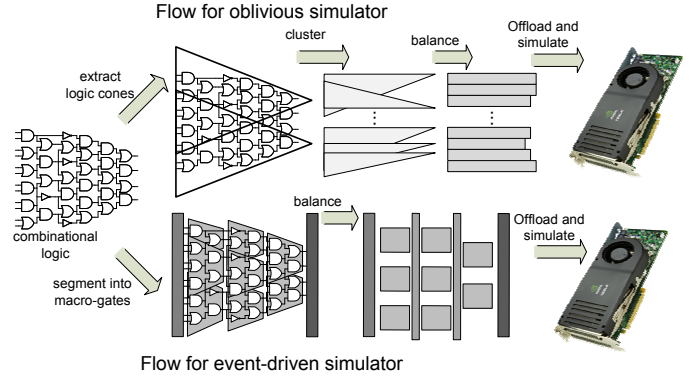 Flow for oblivious simulator
cluster
balance
Offload and
simulate
extract
logic cones
combinational
logic
balance
Offload and
simulate
segment into
macro-gates
Flow for event-driven simulator